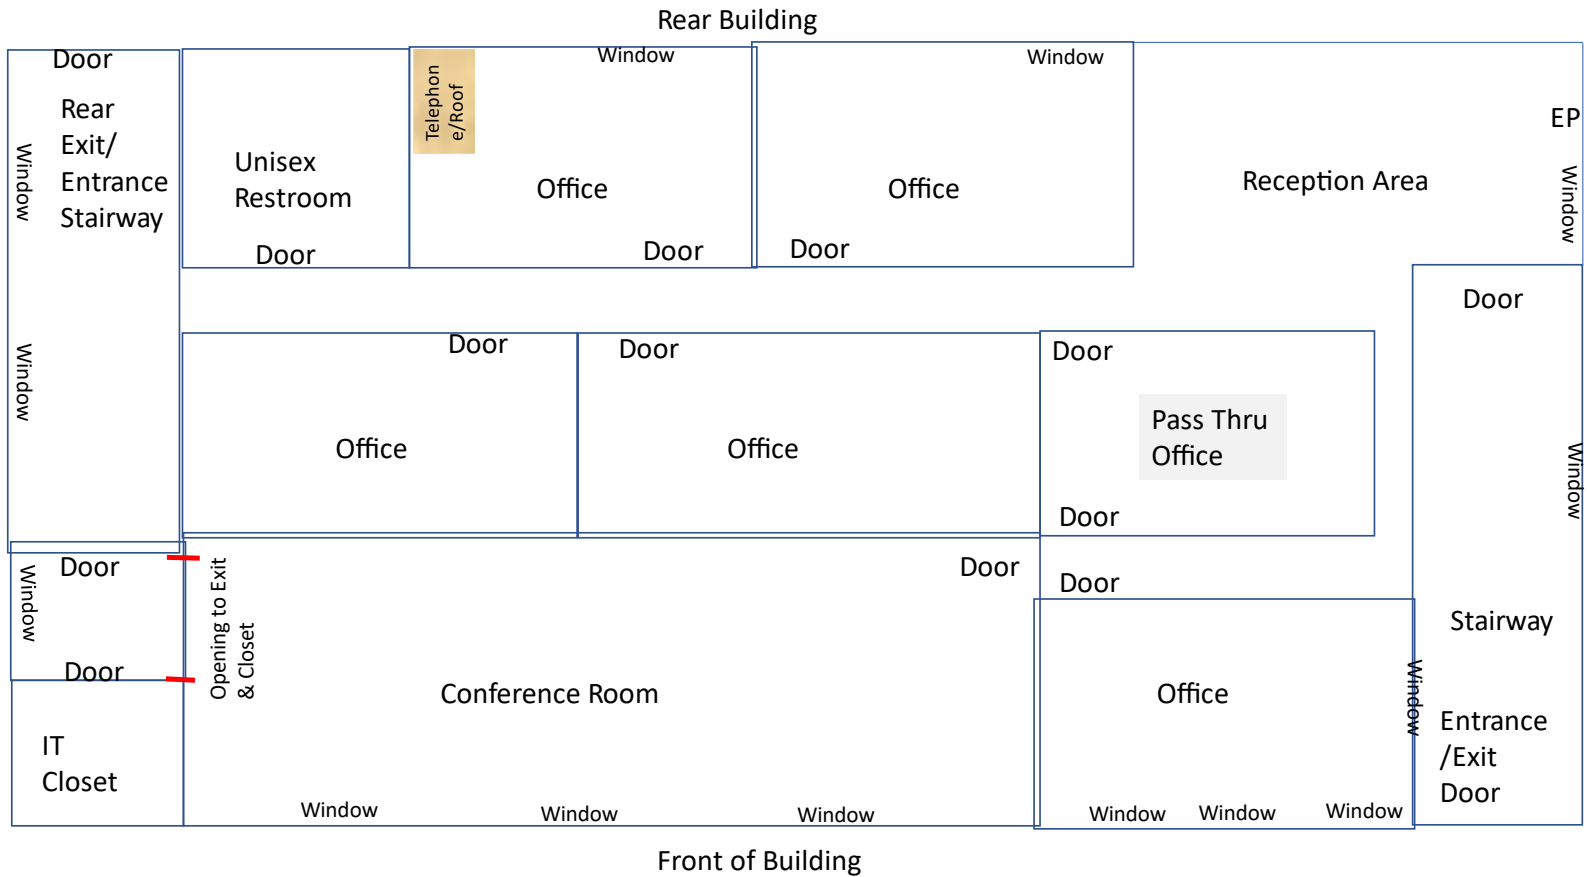 Rear Building
Door
Window
Window
Rear
Exit/
Entrance
Stairway
Window
Telephon
e/Roof
Unisex
Restroom
Office
Office
Reception Area
EP
Window
Door
Door
Door
Door
Window
Door
Door
Door
Office
Office
Pass Thru
Office
Window
Door
Door
Window
Door
Opening to Exit
& Closet
Door
Door
Stairway
Conference Room
Office
Window
IT
Closet
Entrance
/Exit
Door
Window
Window
Window
Window
Window
Window
Front of Building